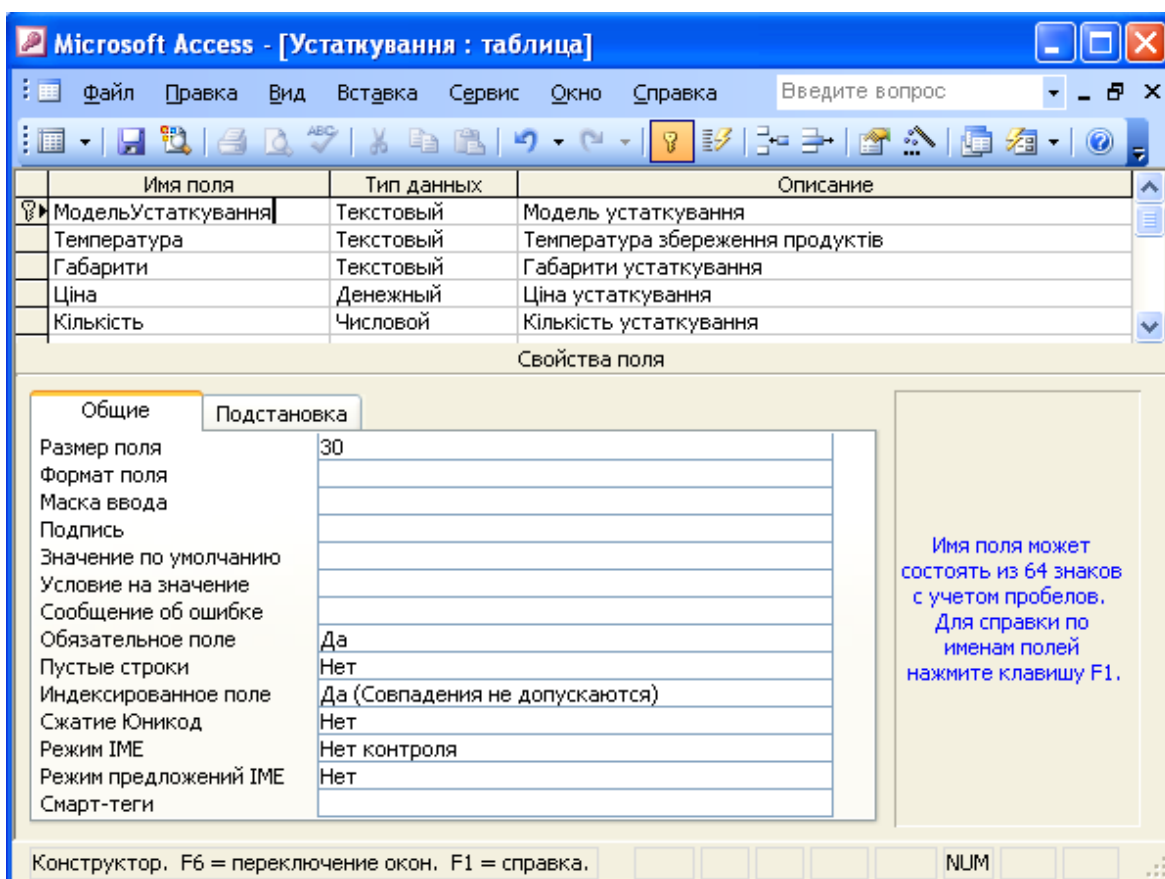 Microsoft Access - [Устаткування : таблица]
Файл Правка Вид Вставка Сервис Окно Справка Введите вопрос
ABC
Имя поля Тип данных Описание
МодельУстаткування Текстовый Модель устаткування
Температура Текстовый Температура збереження продуктів
Габарити Текстовый Габарити устаткування
Ціна Денежный Ціна устаткування
Кількість Числовой Кількість устаткування
Свойства поля
Общие Подстановка
Размер поля 30
Формат поля
Маска ввода
Подпись
Значение по умолчанию
Условие на значение
Сообщение об ошибке
Обязательное поле Да
Пустые строки Нет
Индексированное поле Да (Совпадения не допускаются)
Сжатие Юникод Нет
Режим IME Нет контроля
Режим предложений IME Нет
Смарт-теги
Имя поля может
состоять из 64 знаков
с учетом пробелов.
Для справки по
именам полей
нажмите клавишу F1.
Конструктор. F6 = переключение окон. F1 = справка. NUM